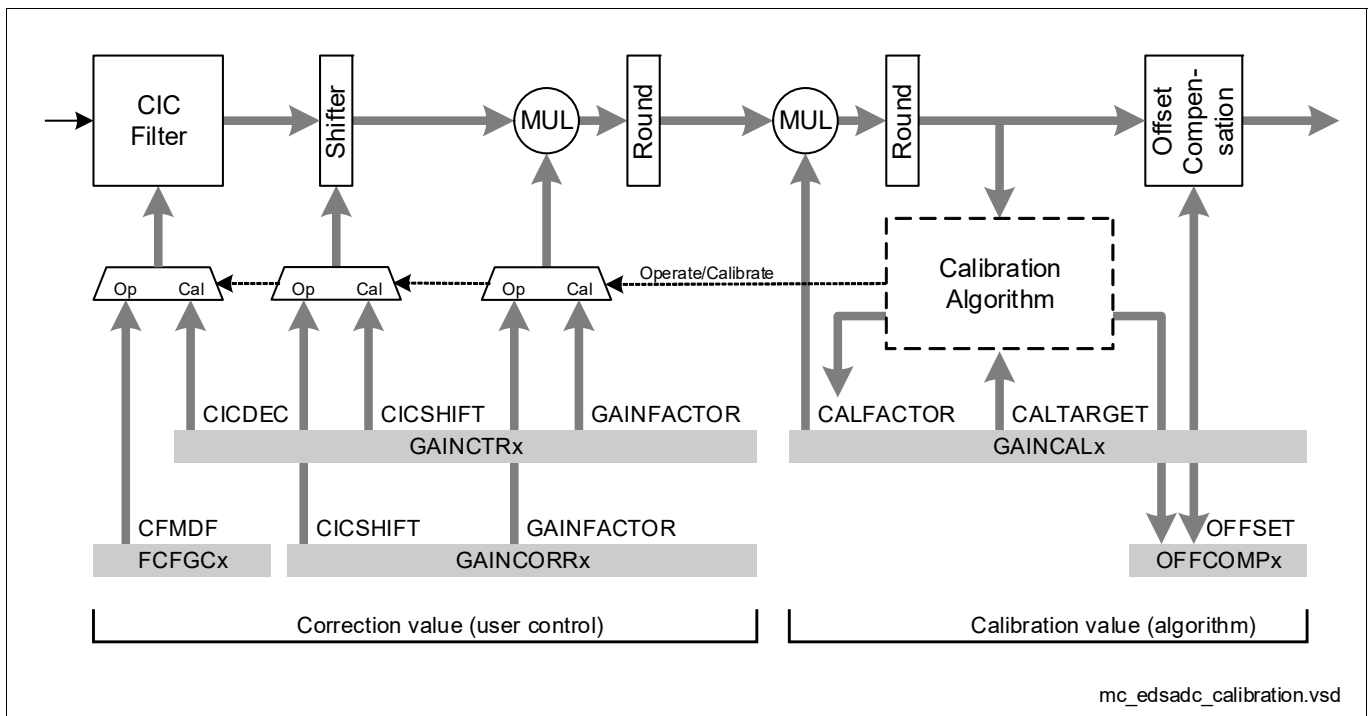 CIC
Filter
Shifter
MUL
Round
MUL
Round
Offset
Compen-
sation
Op Cal
Op Cal
Op Cal
Operate/Calibrate
Calibration
Algorithm
CICDEC
CICSHIFT
GAINFACTOR
CALFACTOR
CALTARGET
GAINCTRx
GAINCALx
CFMDF
CICSHIFT
GAINFACTOR
OFFSET
FCFGCx
GAINCORRx
OFFCOMPx
Correction value (user control)
Calibration value (algorithm)
mc_edsadc_calibration.vsd